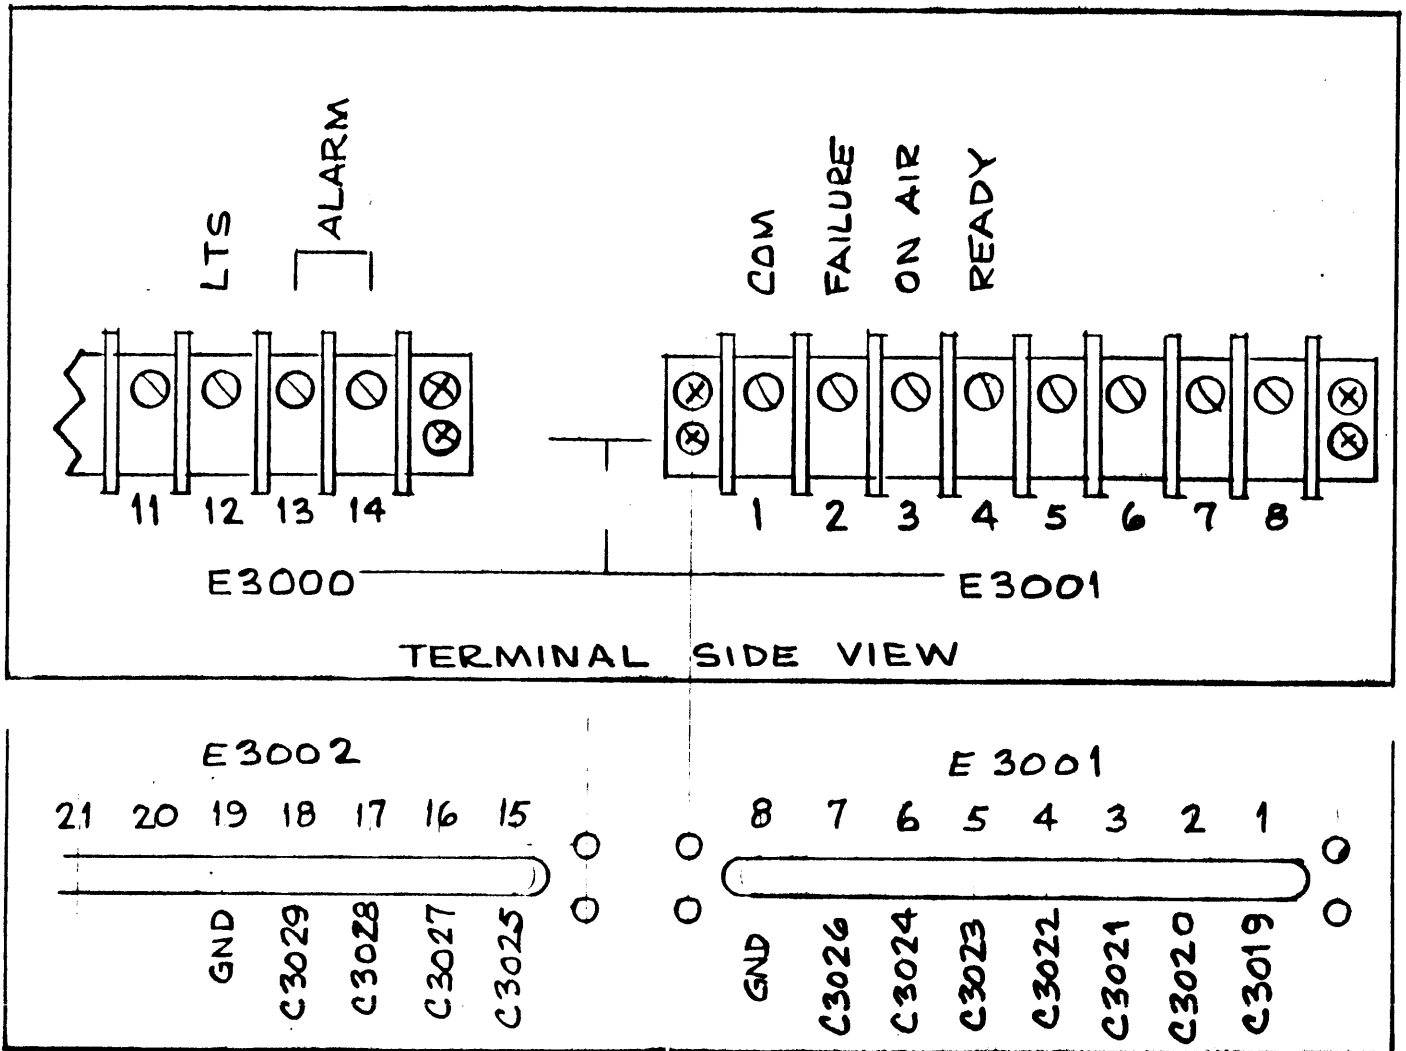 LTS
ALARM
COM
FAILURE
ON AIR
READY
11 12 13 14
1 2 3 4 5 6 7 8
E3000
E3001
TERMINAL SIDE VIEW
E3002
E3001
21 20 19 18 17 16 15
8 7 6 5 4 3 2 1
GND
C3029
C3028
C3027
C3025
GND
C3026
C3024
C3023
C3022
C3021
C3020
C3019